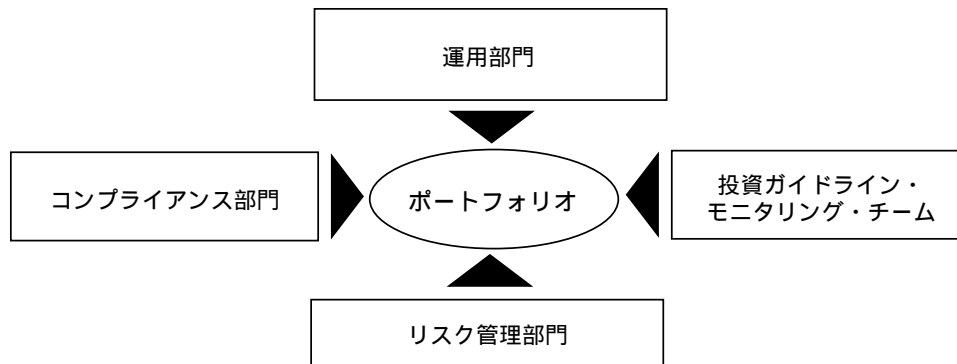 運用部門
コンプライアンス部門
ポートフォリオ
投資ガイドライン・
モニタリング・チーム
リスク管理部門